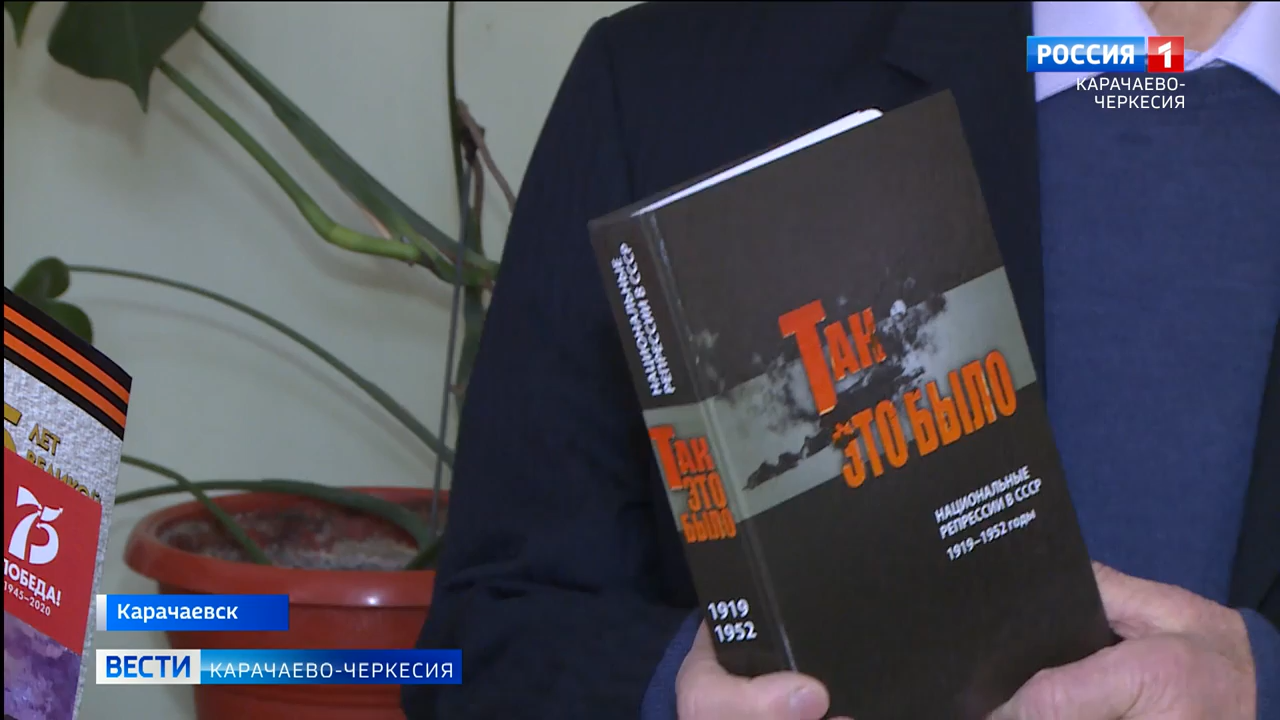 РОССИЯ 1
КАРАЧАЕВО-
ЧЕРКЕСИЯ
НАЦИОНАЛЬНЫЕ
РЕПРЕССИИ В СССР
ТАК
ЭТО
БЫЛО
1919
1952
ТАК
ЭТО БЫЛО
НАЦИОНАЛЬНЫЕ
РЕПРЕССИИ В СССР
1919–1952 годы
ЛЕТ
ВЕЛИКОЙ
75
ПОБЕДА!
1945–2020
Карачаевск
ВЕСТИ КАРАЧАЕВО-ЧЕРКЕСИЯ